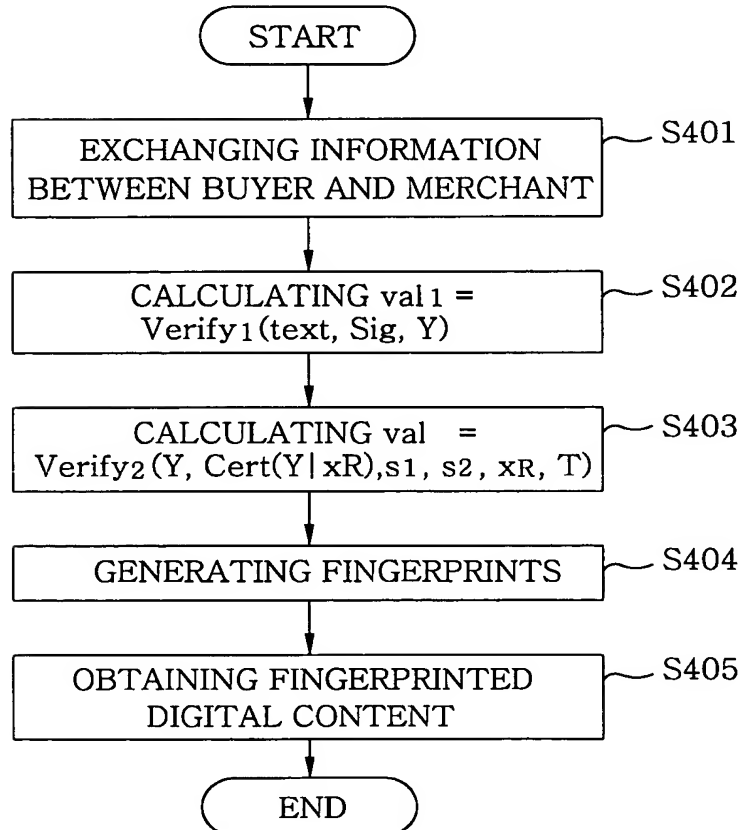 START
EXCHANGING INFORMATION
BETWEEN BUYER AND MERCHANT
S401
CALCULATING val1 =
Verify1(text, Sig, Y)
S402
CALCULATING val =
Verify2(Y, Cert(Y|xR),s1, s2, xR, T)
S403
GENERATING FINGERPRINTS
S404
OBTAINING FINGERPRINTED
DIGITAL CONTENT
S405
END